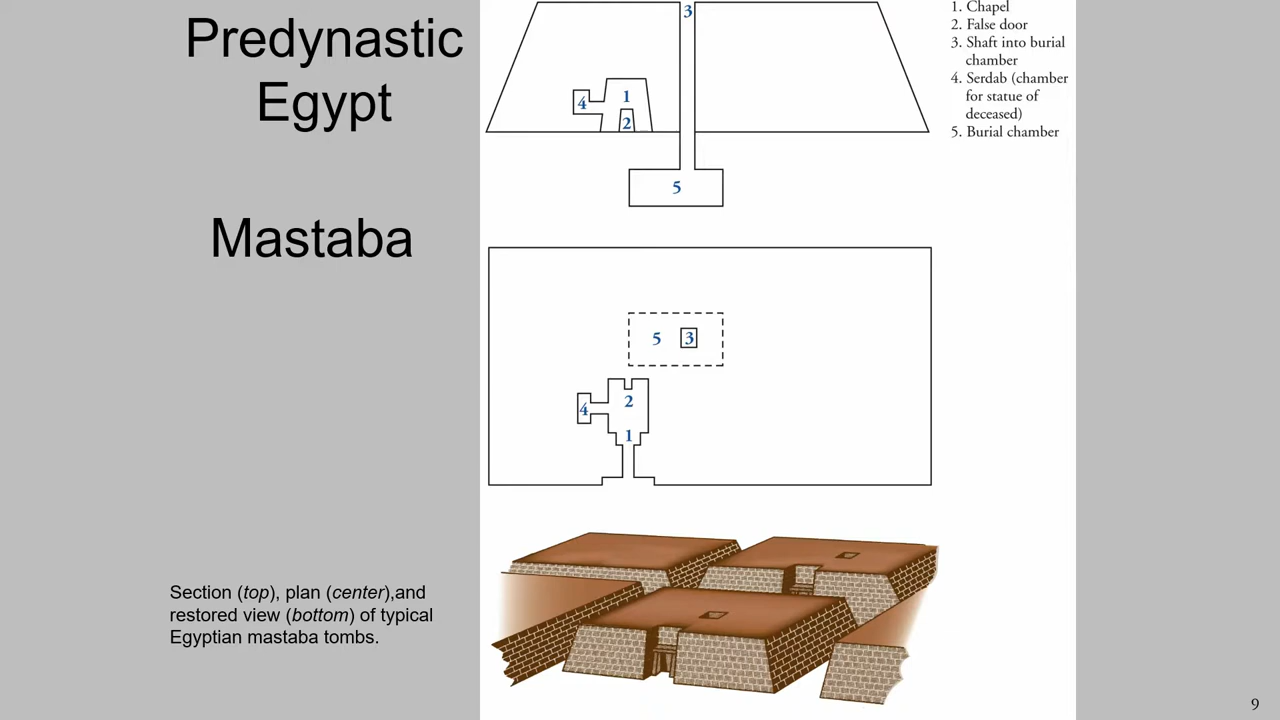 Predynastic
Egypt
Mastaba
Section (top), plan (center),and
restored view (bottom) of typical
Egyptian mastaba tombs.
3
4
1
2
5
5
3
4
2
1
1. Chapel
2. False door
3. Shaft into burial
chamber
4. Serdab (chamber
for statue of
deceased)
5. Burial chamber
9